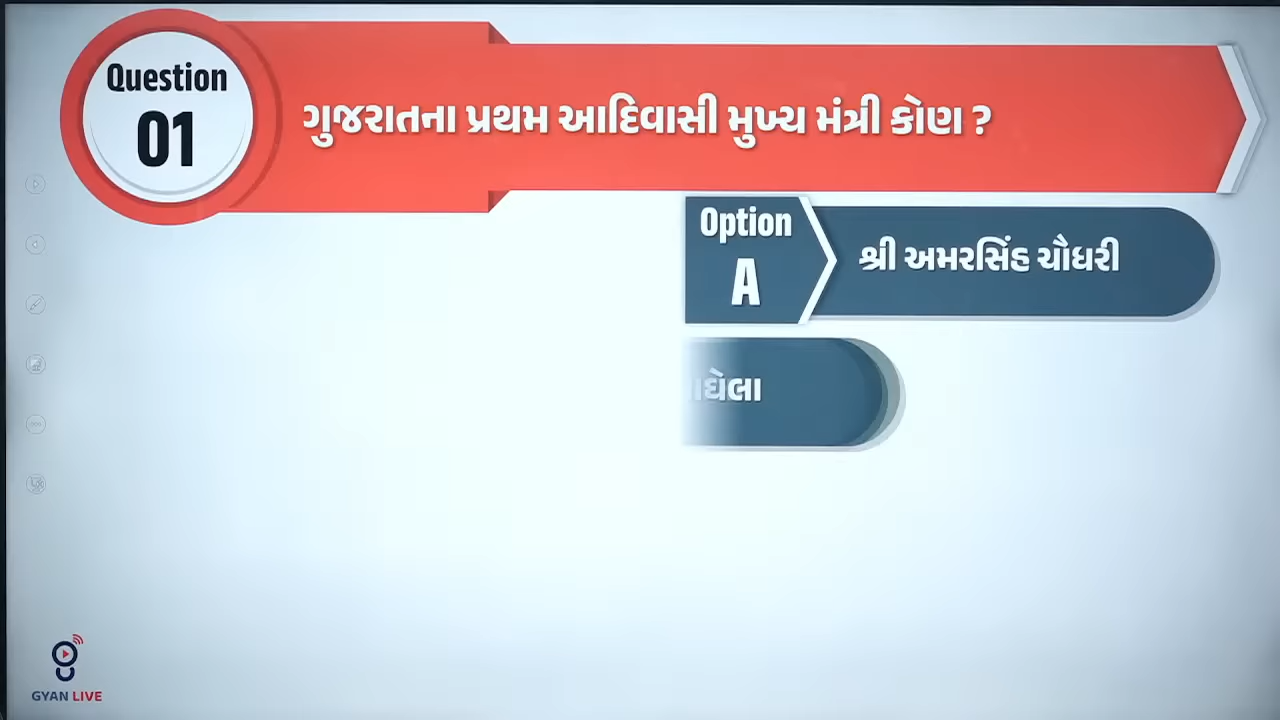 Question
01
ગુજરાતના પ્રથમ આદિવાસી મુખ્ય મંત્રી કોણ ?
Option
A
શ્રી અમરસિંહ ચૌધરી
GYAN LIVE